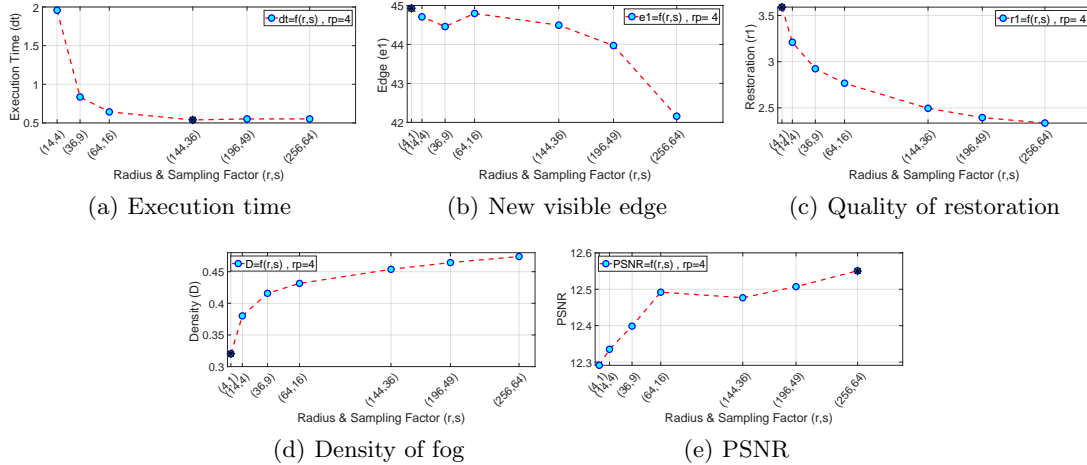 dt=f(r,s) , rp=4
Execution Time (dt)
2
1.5
1
0.5
(14,4)
(36,9)
(64,16)
(144,36)
(196,49)
(256,64)
Radius & Sampling Factor (r,s)
(a) Execution time
e1=f(r,s) , rp= 4
Edge (e1)
45
44
43
42
(4,1)
(14,4)
(36,9)
(64,16)
(144,36)
(196,49)
(256,64)
Radius & Sampling Factor (r,s)
(b) New visible edge
r1=f(r,s) , rp= 4
Restoration (r1)
3.5
3
2.5
(4,1)
(14,4)
(36,9)
(64,16)
(144,36)
(196,49)
(256,64)
Radius & Sampling Factor (r,s)
(c) Quality of restoration
D=f(r,s) , rp=4
Density (D)
0.45
0.4
0.35
0.3
(4,1)
(14,4)
(36,9)
(64,16)
(144,36)
(196,49)
(256,64)
Radius & Sampling Factor (r,s)
(d) Density of fog
PSNR=f(r,s) , rp=4
PSNR
12.6
12.5
12.4
12.3
(4,1)
(14,4)
(36,9)
(64,16)
(144,36)
(196,49)
(256,64)
Radius & Sampling Factor (r,s)
(e) PSNR